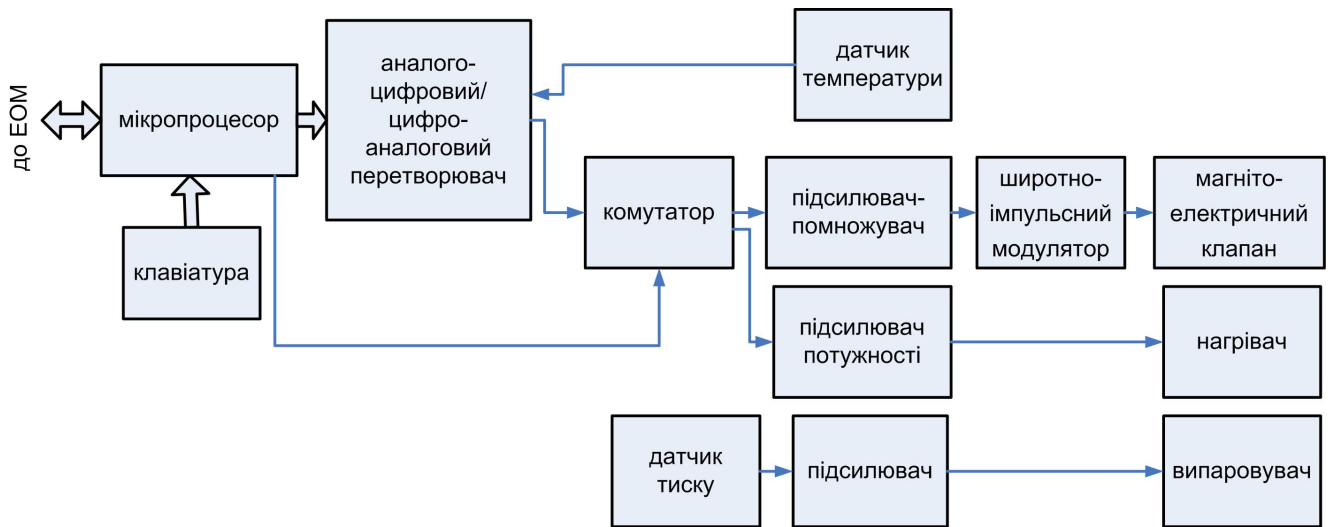 до ЕОМ
мікропроцесор
клавіатура
аналого-
цифровий/
цифро-
аналоговий
перетворювач
датчик
температури
комутатор
підсилювач-
помножувач
широтно-
імпульсний
модулятор
магніто-
електричний
клапан
підсилювач
потужності
нагрівач
датчик
тиску
підсилювач
випаровувач